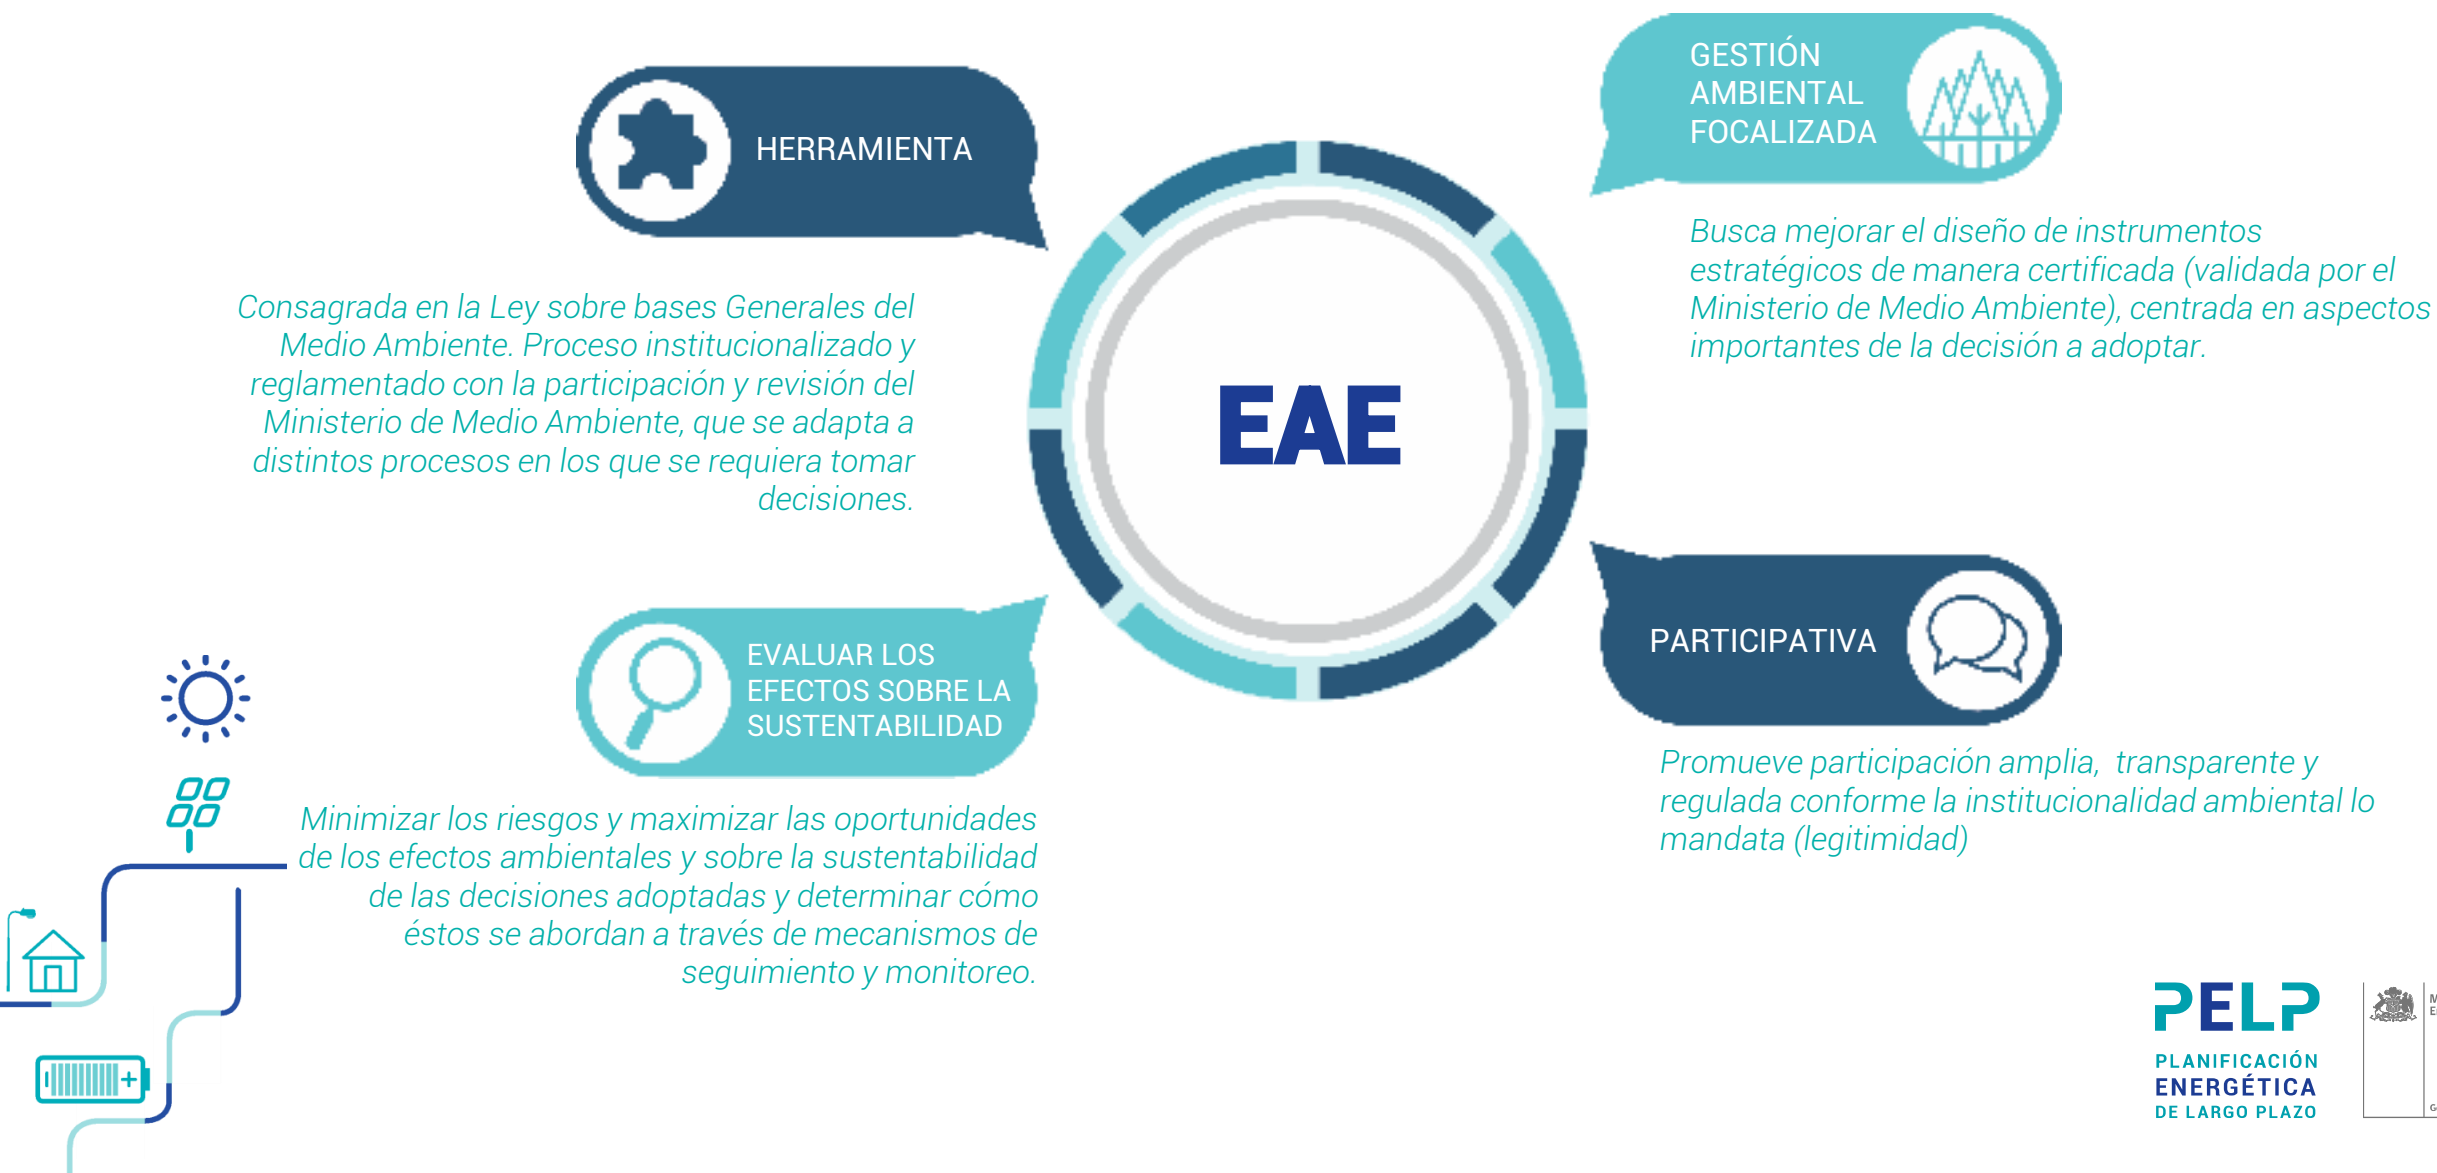 HERRAMIENTA
Consagrada en la Ley sobre bases Generales del
Medio Ambiente. Proceso institucionalizado y
reglamentado con la participación y revisión del
Ministerio de Medio Ambiente, que se adapta a
distintos procesos en los que se requiera tomar
decisiones.
GESTIÓN
AMBIENTAL
FOCALIZADA
Busca mejorar el diseño de instrumentos
estratégicos de manera certificada (validada por el
Ministerio de Medio Ambiente), centrada en aspectos
importantes de la decisión a adoptar.
EAE
EVALUAR LOS
EFECTOS SOBRE LA
SUSTENTABILIDAD
Minimizar los riesgos y maximizar las oportunidades
de los efectos ambientales y sobre la sustentabilidad
de las decisiones adoptadas y determinar cómo
éstos se abordan a través de mecanismos de
seguimiento y monitoreo.
PARTICIPATIVA
Promueve participación amplia,  transparente y
regulada conforme la institucionalidad ambiental lo
mandata (legitimidad)
PELP
PLANIFICACIÓN
ENERGÉTICA
DE LARGO PLAZO